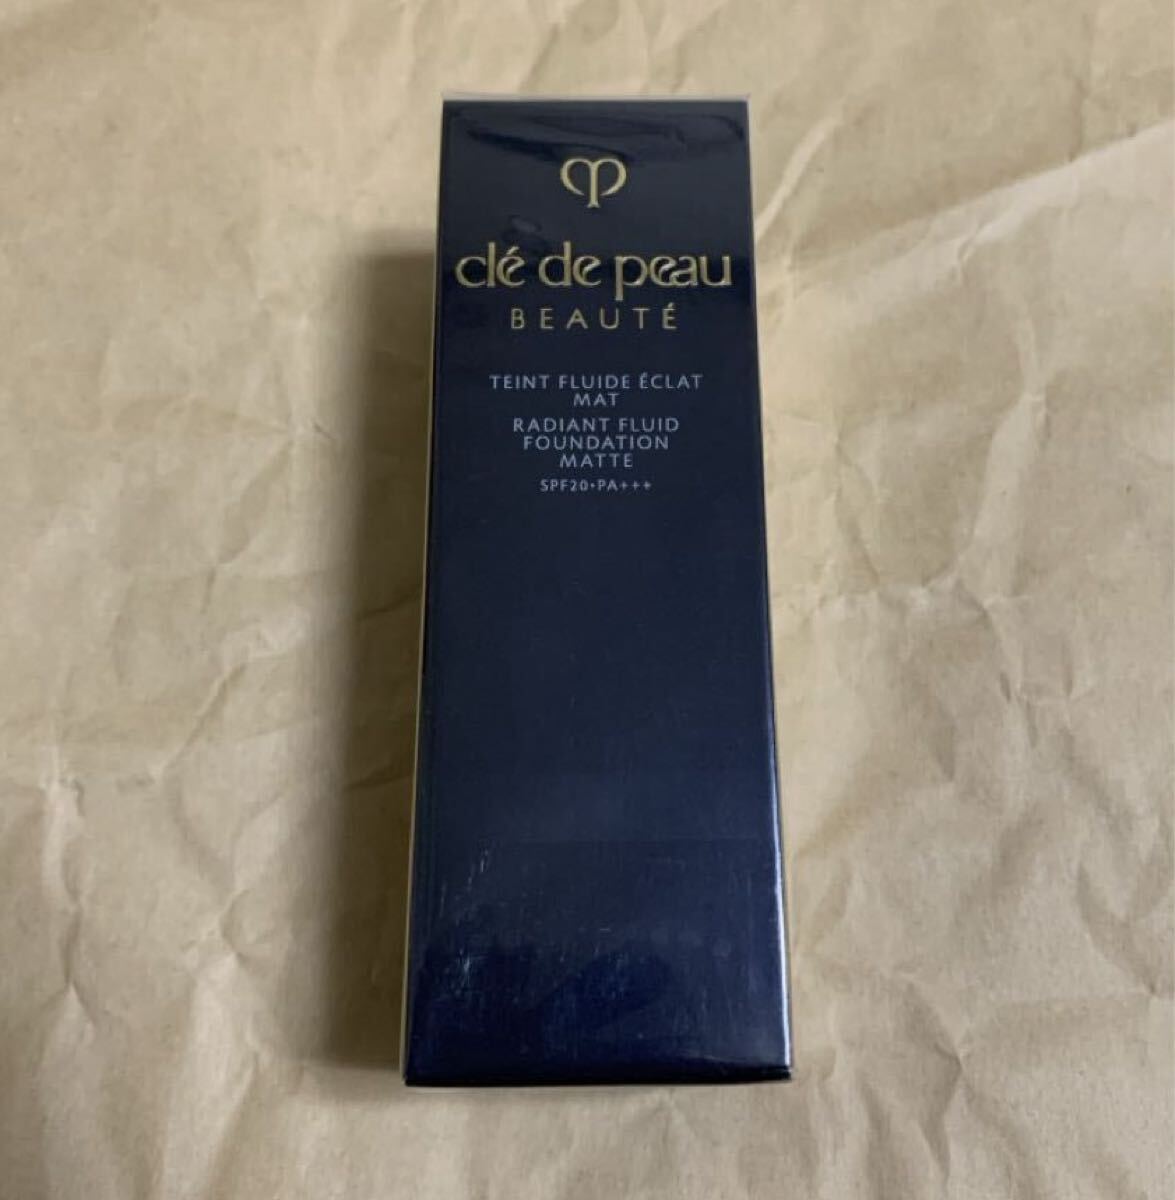 clé de peau
BEAUTÉ
TEINT FLUIDE ÉCLAT
MAT
RADIANT FLUID
FOUNDATION
MATTE
SPF20•PA+++